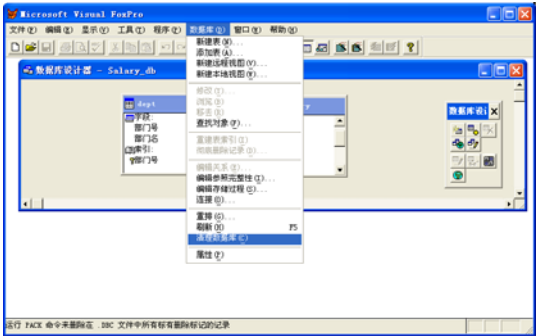 Microsoft Visual FoxPro
文件(F) 编辑(E) 显示(V) 工具(T) 程序(P) 数据库(D) 窗口(W) 帮助(H)
新建表(W)...
添加表(A)...
新建远程视图(V)...
新建本地视图(V)...
修改(M)...
浏览(B)
移去(R)
查找对象(F)...
重建表索引(I)
彻底删除记录(D)...
编辑关系(E)...
编辑参照完整性(I)...
编辑存储过程(S)...
连接(N)...
重排(G)...
刷新(H) F5
清理数据库(C)
属性(P)
数据库设计器 - Salary_db
dept
字段:
部门号
部门名
索引:
部门号
数据库设计
运行 PACK 命令来删除在 .DBC 文件中所有标有删除标记的记录